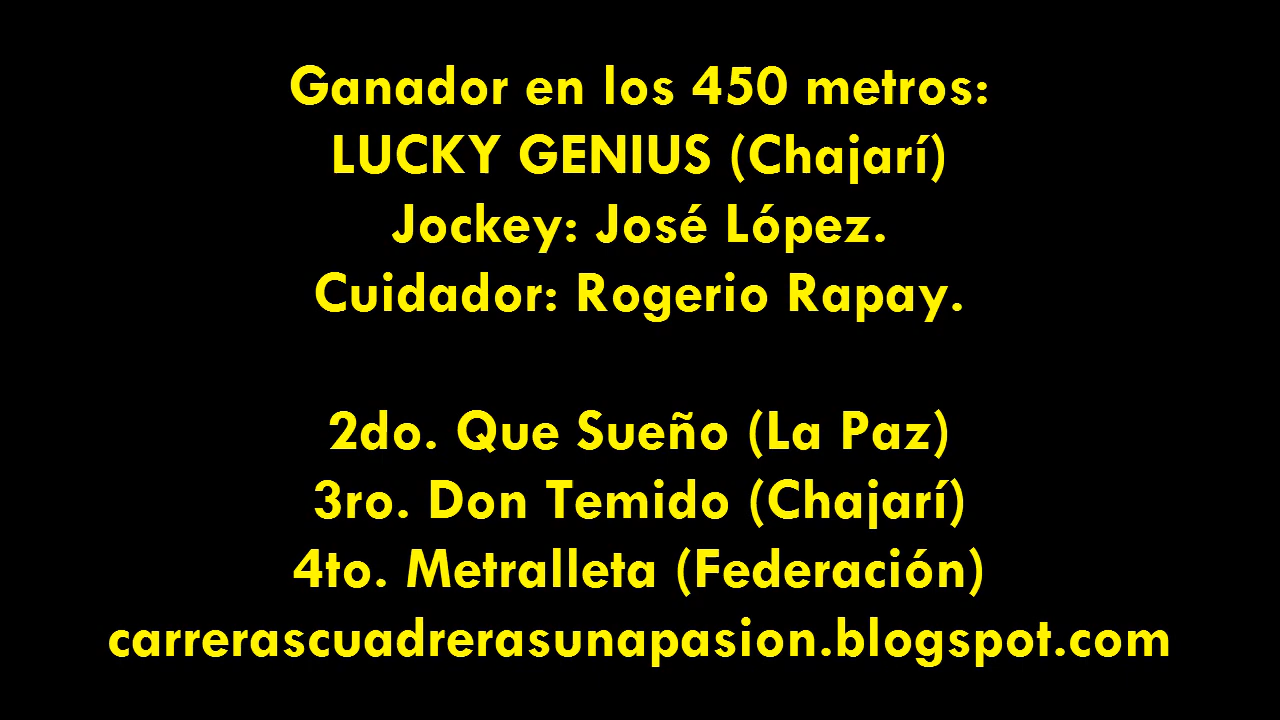 Ganador en los 450 metros:
LUCKY GENIUS (Chajarí)
Jockey: José López.
Cuidador: Rogerio Rapay.
2do. Que Sueño (La Paz)
3ro. Don Temido (Chajarí)
4to. Metralleta (Federación)
carrerascuadrerasunapasion.blogspot.com